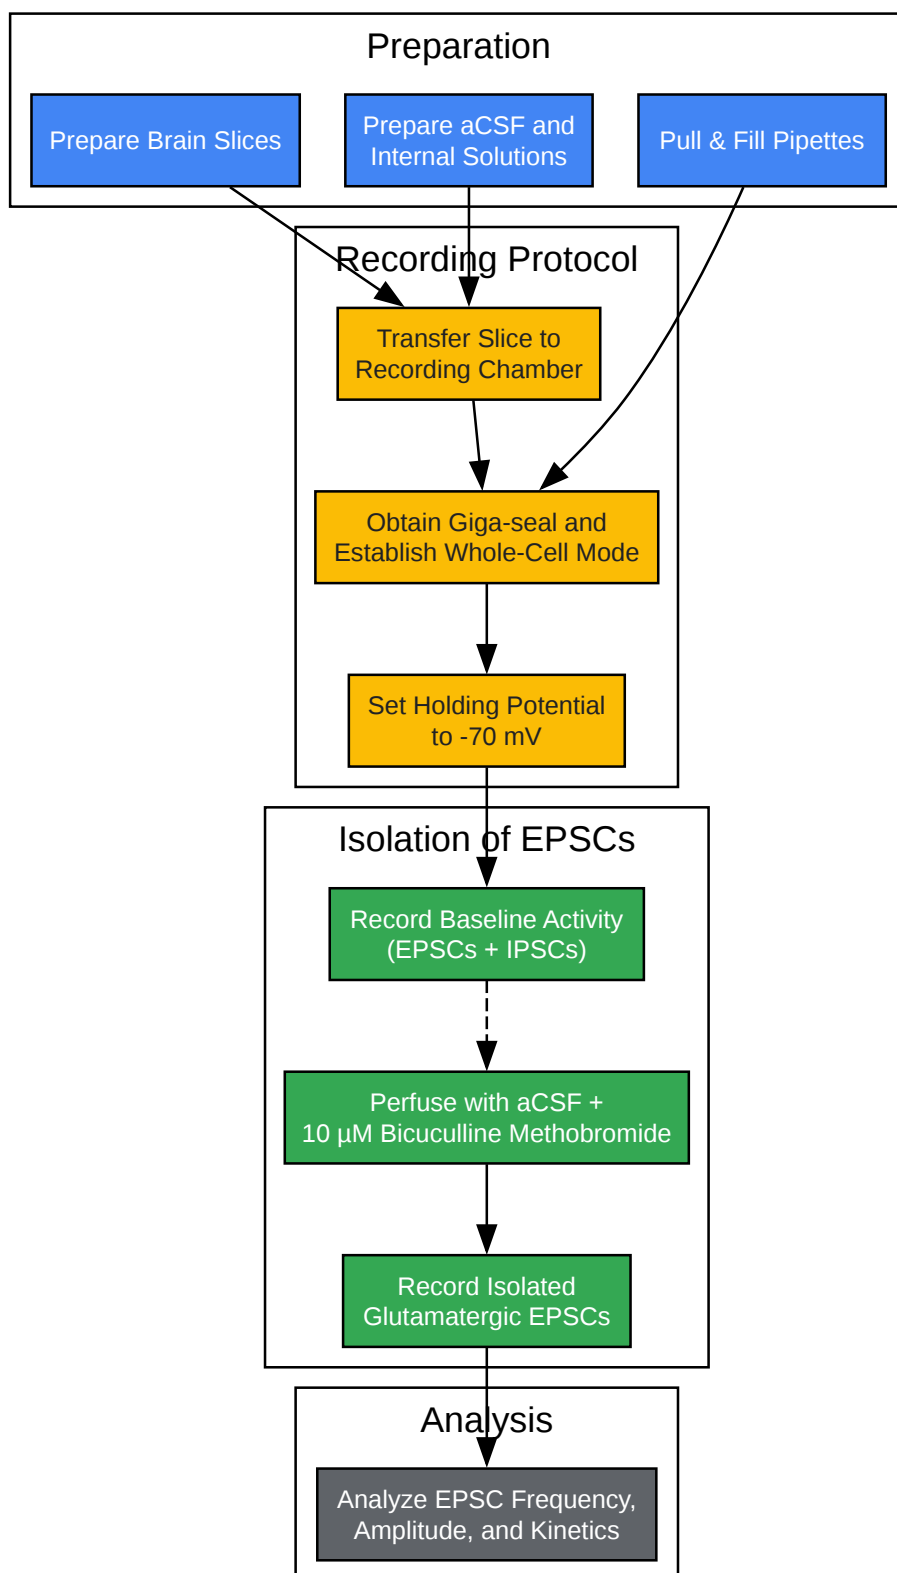 Preparation
Prepare Brain Slices
Prepare aCSF and
Internal Solutions
Pull & Fill Pipettes
Recording Protocol
Transfer Slice to
Recording Chamber
Obtain Giga-seal and
Establish Whole-Cell Mode
Set Holding Potential
to -70 mV
Isolation of EPSCs
Record Baseline Activity
(EPSCs + IPSCs)
Perfuse with aCSF +
10 µM Bicuculline Methobromide
Record Isolated
Glutamatergic EPSCs
Analysis
Analyze EPSC Frequency,
Amplitude, and Kinetics